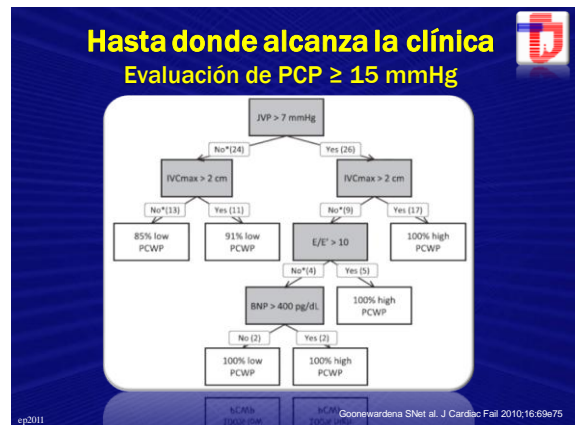 Hasta donde alcanza la clínica
Evaluación de PCP ≥ 15 mmHg
JVP > 7 mmHg
No*(24)
Yes (26)
IVCmax > 2 cm
IVCmax > 2 cm
No*(13)
Yes (11)
No*(9)
Yes (17)
85% low
PCWP
91% low
PCWP
E/E' > 10
100% high
PCWP
No*(4)
Yes (5)
BNP > 400 pg/dL
100% high
PCWP
No (2)
Yes (2)
100% low
PCWP
100% high
PCWP
Goonewardena SNet al. J Cardiac Fail 2010;16:69e75
ep2011